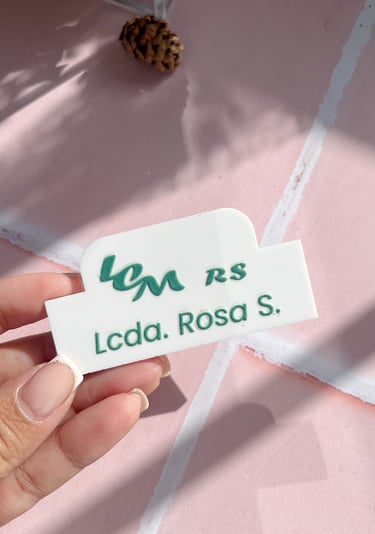 LCM RS
Lcda. Rosa S.